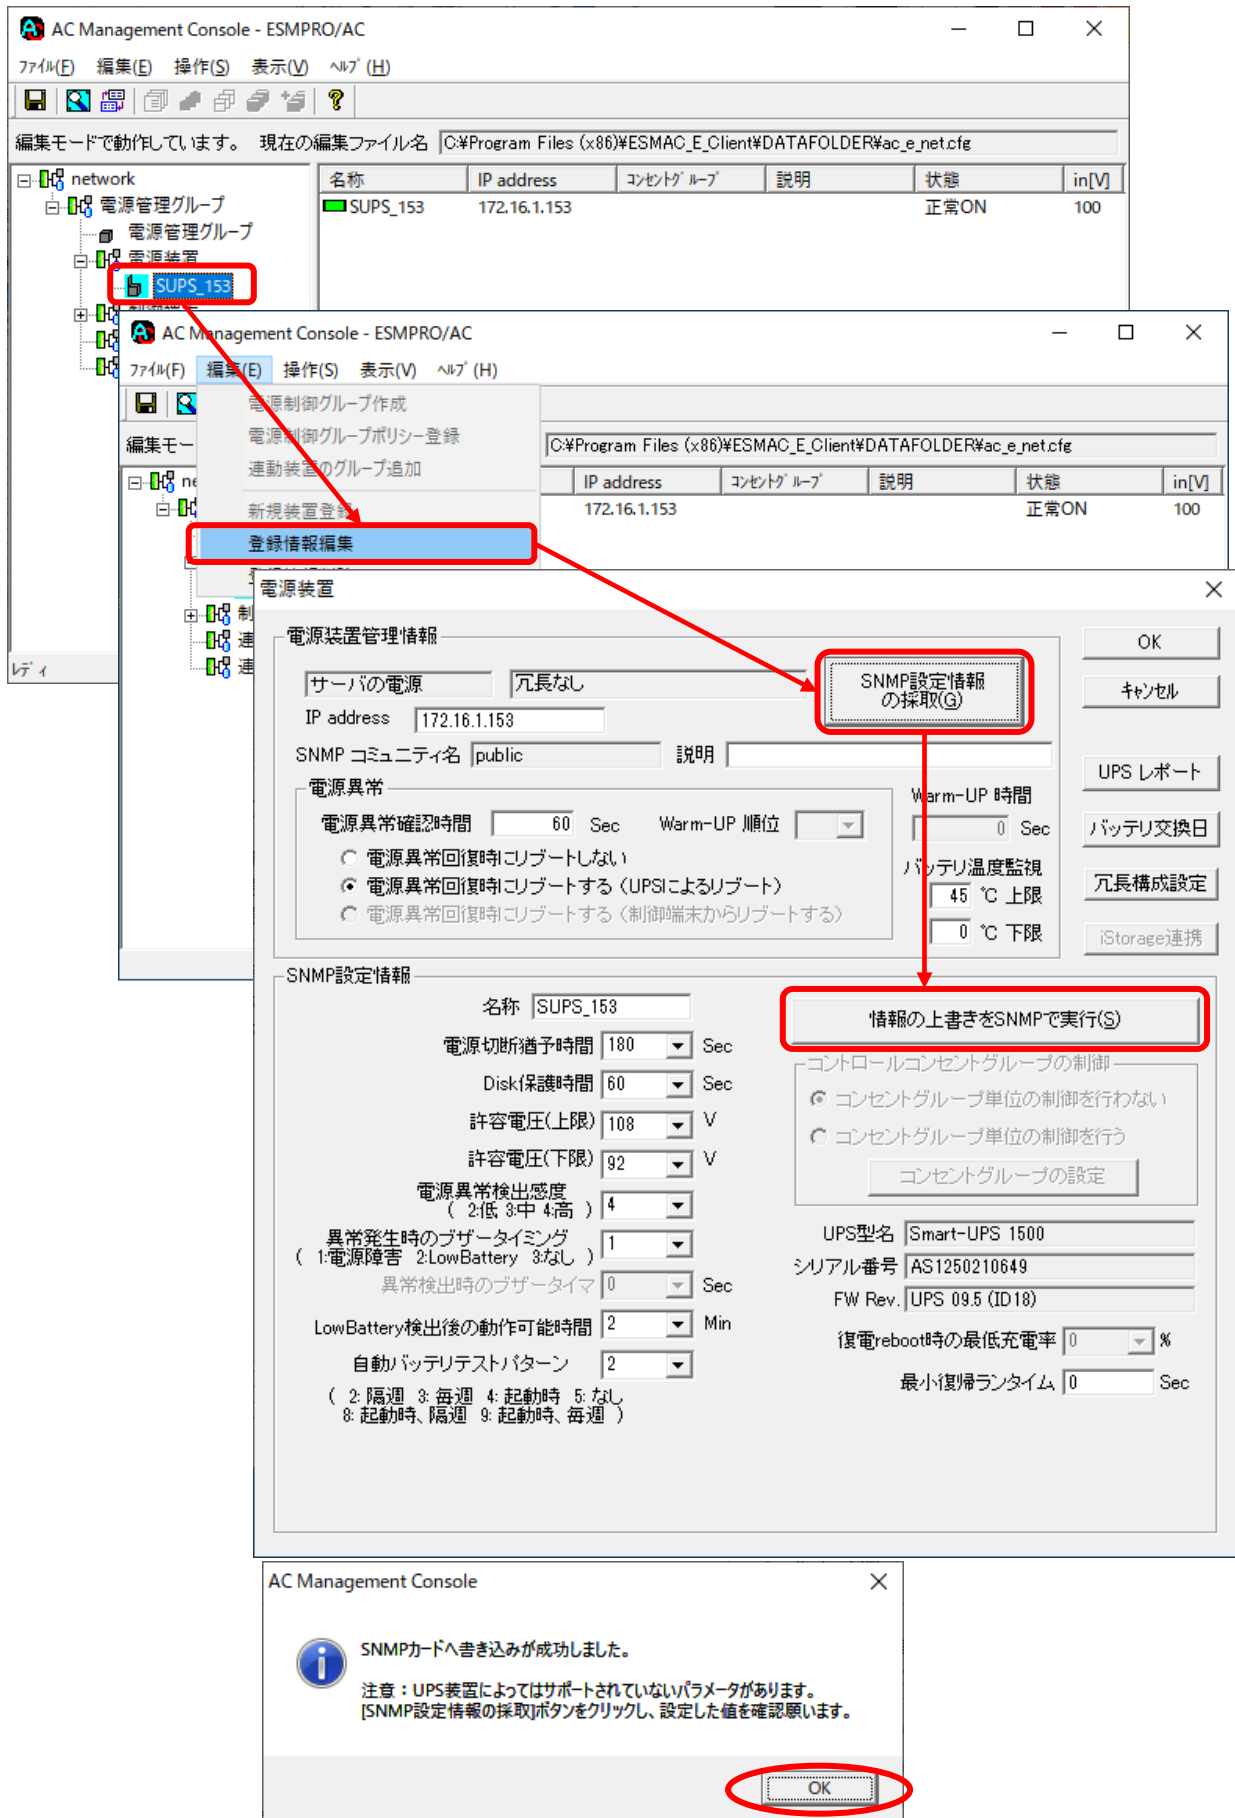 AC Management Console - ESMPRO/AC
ﾌｧｲﾙ(F) 編集(E) 操作(S) 表示(V) ﾍﾙﾌﾟ(H)
編集モードで動作しています。 現在の編集ファイル名 C:¥Program Files (x86)¥ESMAC_E_Client¥DATAFOLDER¥ac_e_net.cfg
network
名称 IP address ｺﾝｾﾝﾄｸﾞﾙｰﾌﾟ 説明 状態 in[V]
電源管理グループ
SUPS_153 172.16.1.153 正常ON 100
電源管理グループ
電源装置
SUPS_153
ﾚﾃﾞｨ
AC Management Console - ESMPRO/AC
ﾌｧｲﾙ(F) 編集(E) 操作(S) 表示(V) ﾍﾙﾌﾟ(H)
電源制御グループ作成
電源制御グループポリシー登録
連動装置のグループ追加
新規装置登録
登録情報編集
編集モー C:¥Program Files (x86)¥ESMAC_E_Client¥DATAFOLDER¥ac_e_net.cfg
ne IP address ｺﾝｾﾝﾄｸﾞﾙｰﾌﾟ 説明 状態 in[V]
172.16.1.153 正常ON 100
制
連
連
電源装置
電源装置管理情報
サーバの電源 冗長なし
SNMP設定情報
の採取(G)
OK
キャンセル
IP address 172.16.1.153
SNMP コミュニティ名 public 説明
UPS レポート
バッテリ交換日
冗長構成設定
iStorage連携
電源異常
電源異常確認時間 60 Sec Warm-UP 順位
電源異常回復時にリブートしない
電源異常回復時にリブートする（UPSによるリブート）
電源異常回復時にリブートする（制御端末からリブートする）
Warm-UP 時間
0 Sec
バッテリ温度監視
45 ℃ 上限
0 ℃ 下限
SNMP設定情報
名称 SUPS_153
電源切断猶予時間 180 Sec
Disk保護時間 60 Sec
許容電圧(上限) 108 V
許容電圧(下限) 92 V
電源異常検出感度
( 2:低 3:中 4:高 ) 4
異常発生時のブザータイミング
( 1:電源障害 2:LowBattery 3:なし ) 1
異常検出時のブザータイマ 0 Sec
LowBattery検出後の動作可能時間 2 Min
自動バッテリテストパターン 2
( 2: 隔週 3: 毎週 4: 起動時 5: なし
8: 起動時、隔週 9: 起動時、毎週 )
情報の上書きをSNMPで実行(S)
コントロールコンセントグループの制御
コンセントグループ単位の制御を行わない
コンセントグループ単位の制御を行う
コンセントグループの設定
UPS型名 Smart-UPS 1500
シリアル番号 AS1250210649
FW Rev. UPS 09.5 (ID18)
復電reboot時の最低充電率 0 %
最小復帰ランタイム 0 Sec
AC Management Console
SNMPカードへ書き込みが成功しました。
注意：UPS装置によってはサポートされていないパラメータがあります。
[SNMP設定情報の採取]ボタンをクリックし、設定した値を確認願います。
OK